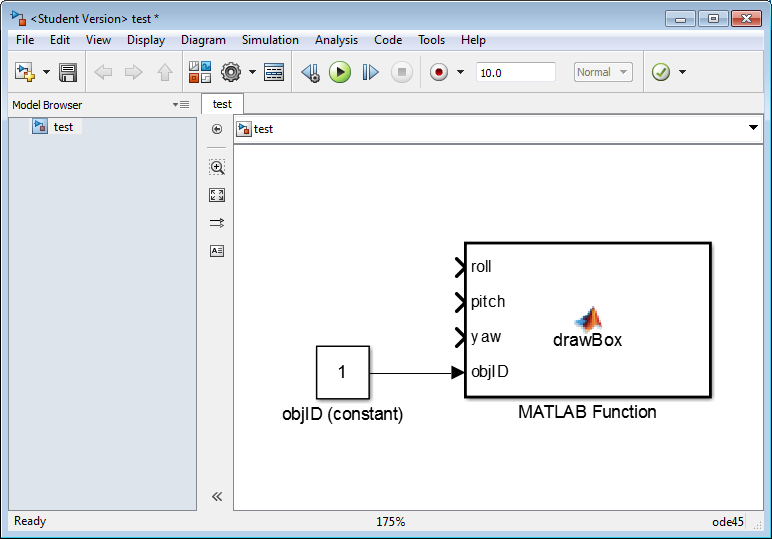 <Student Version> test *
File Edit View Display Diagram Simulation Analysis Code Tools Help
10.0 Normal
Model Browser test
test
test
roll
pitch
yaw
drawBox
1
objID
objID (constant)
MATLAB Function
Ready 175% ode45